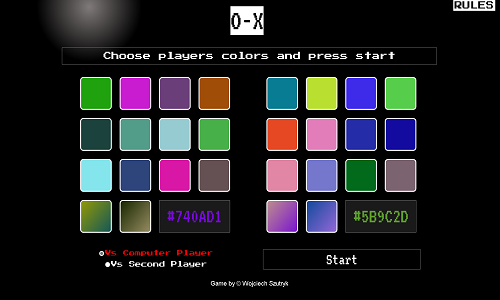 RULES
O-X
Choose players colors and press start
#740AD1
#5B9C2D
Vs Computer Player
Vs Second Player
Start
Game by © Wojciech Szutryk